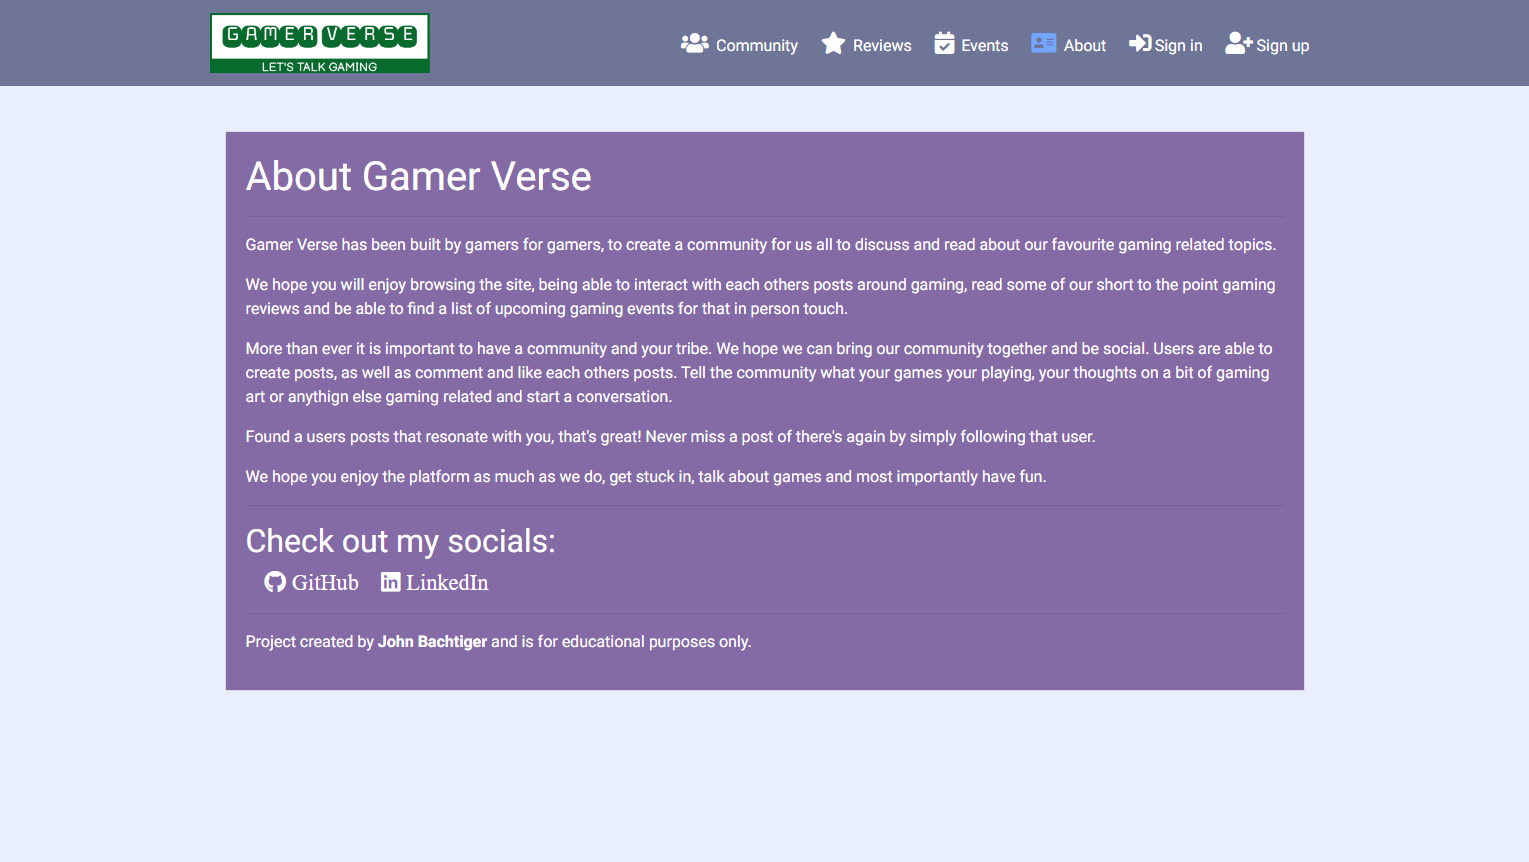 GAMER VERSE
LET'S TALK GAMING
Community Reviews Events About Sign in Sign up
About Gamer Verse
Gamer Verse has been built by gamers for gamers, to create a community for us all to discuss and read about our favourite gaming related topics.
We hope you will enjoy browsing the site, being able to interact with each others posts around gaming, read some of our short to the point gaming
reviews and be able to find a list of upcoming gaming events for that in person touch.
More than ever it is important to have a community and your tribe. We hope we can bring our community together and be social. Users are able to
create posts, as well as comment and like each others posts. Tell the community what your games your playing, your thoughts on a bit of gaming
art or anythign else gaming related and start a conversation.
Found a users posts that resonate with you, that's great! Never miss a post of there's again by simply following that user.
We hope you enjoy the platform as much as we do, get stuck in, talk about games and most importantly have fun.
Check out my socials:
GitHub LinkedIn
Project created by John Bachtiger and is for educational purposes only.